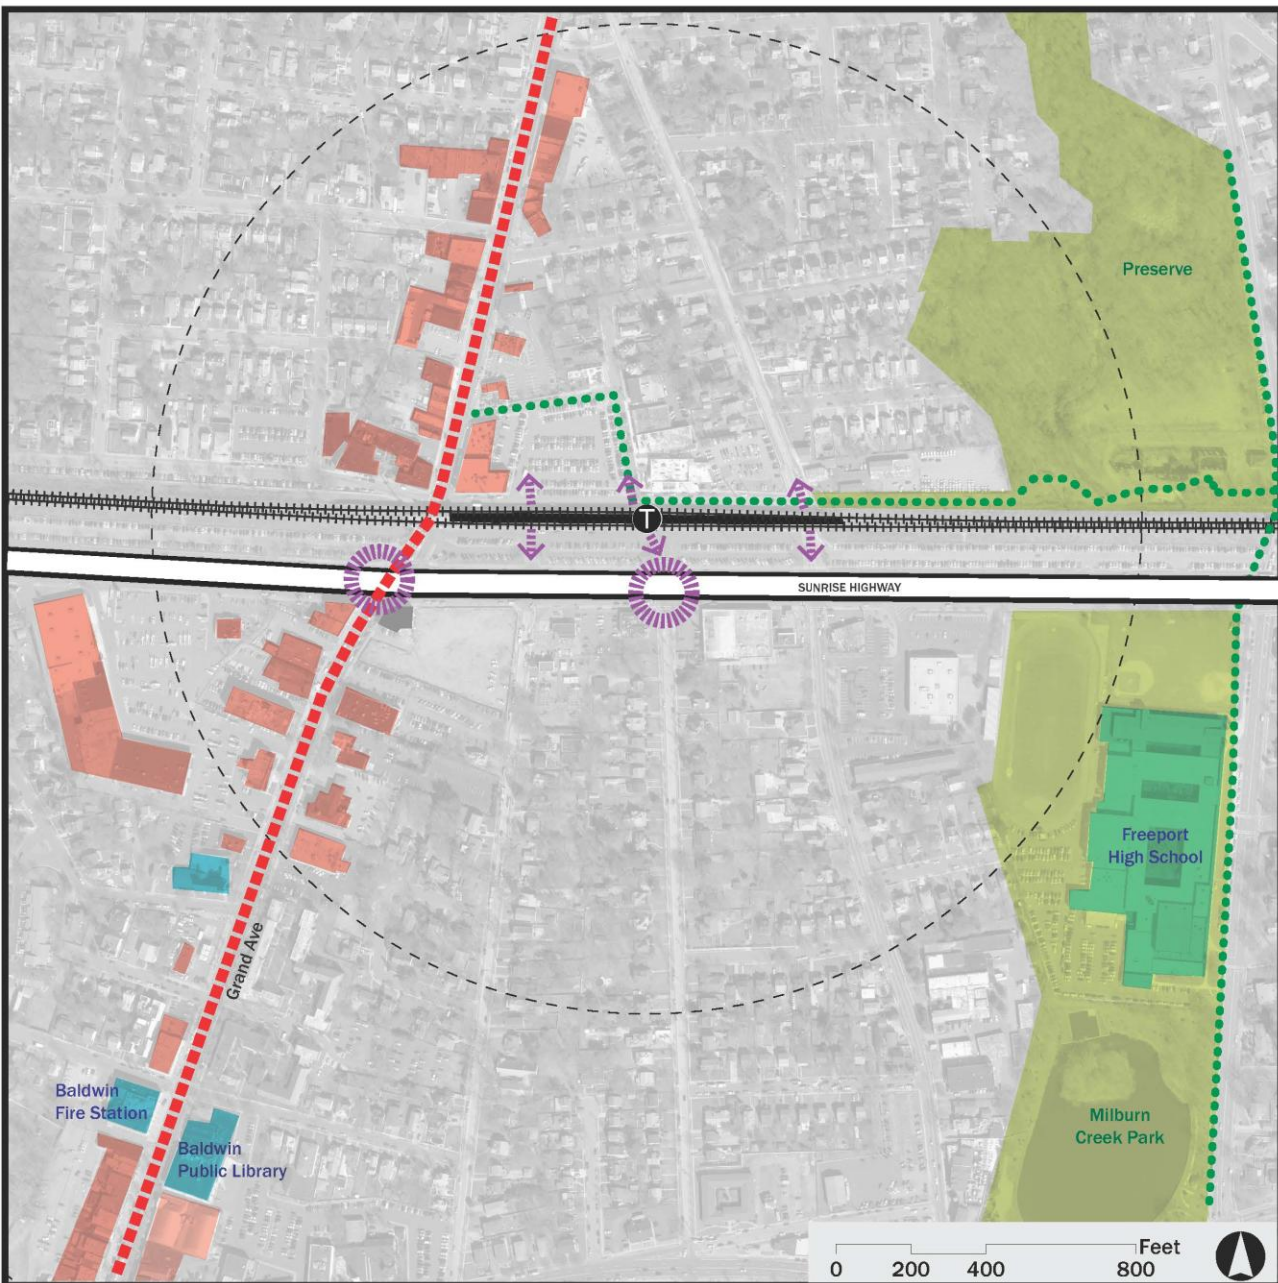 Preserve
T
SUNRISE HIGHWAY
Freeport
High School
Grand Ave
Baldwin
Fire Station
Baldwin
Public Library
Milburn
Creek Park
Feet
0 200 400 800